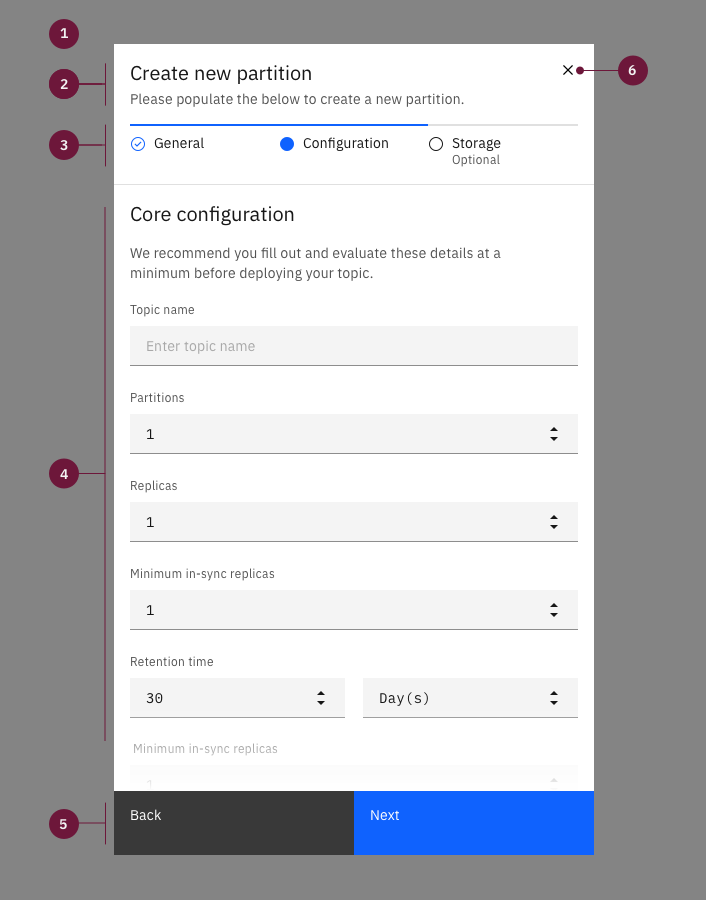 1
2
Create new partition
6
Please populate the below to create a new partition.
3
General
Configuration
Storage
Optional
Core configuration
We recommend you fill out and evaluate these details at a
minimum before deploying your topic.
Topic name
Enter topic name
Partitions
1
4
Replicas
1
Minimum in-sync replicas
1
Retention time
30
Day(s)
Minimum in-sync replicas
5
Back
Next